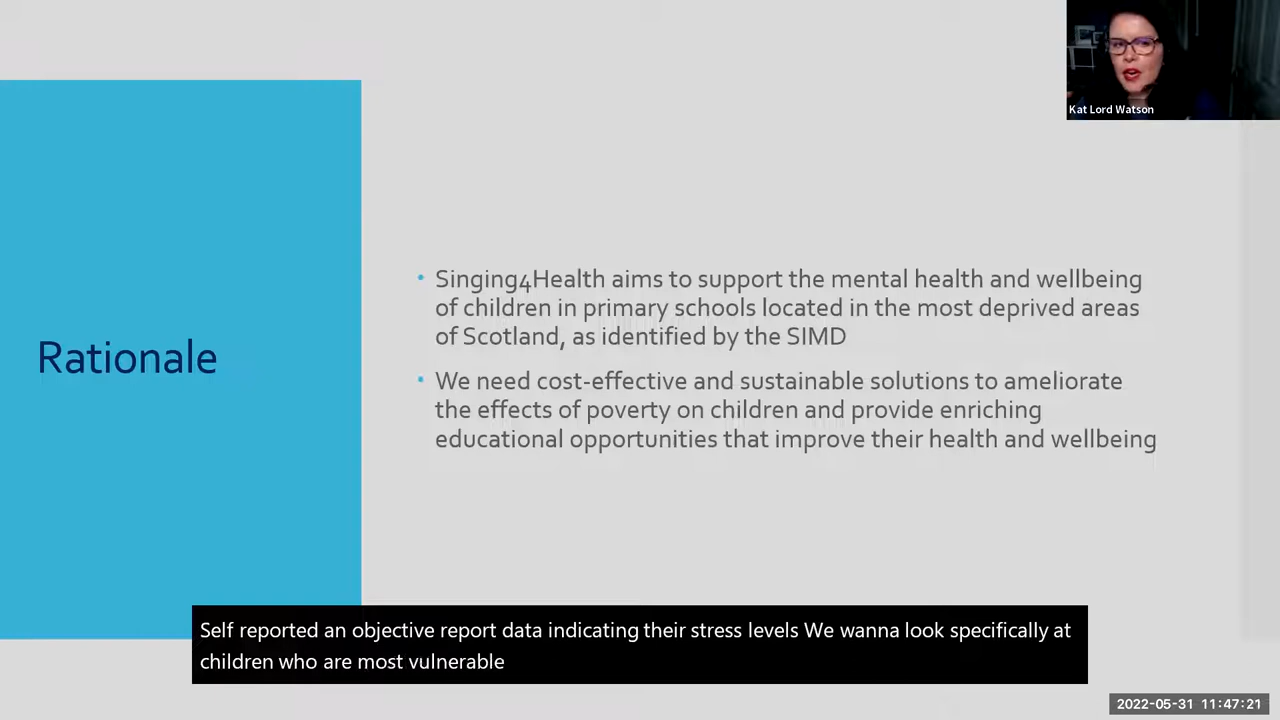 Kat Lord Watson
Rationale
Singing4Health aims to support the mental health and wellbeing
of children in primary schools located in the most deprived areas
of Scotland, as identified by the SIMD
We need cost-effective and sustainable solutions to ameliorate
the effects of poverty on children and provide enriching
educational opportunities that improve their health and wellbeing
Self reported an objective report data indicating their stress levels We wanna look specifically at
children who are most vulnerable
2022-05-31 11:47:21